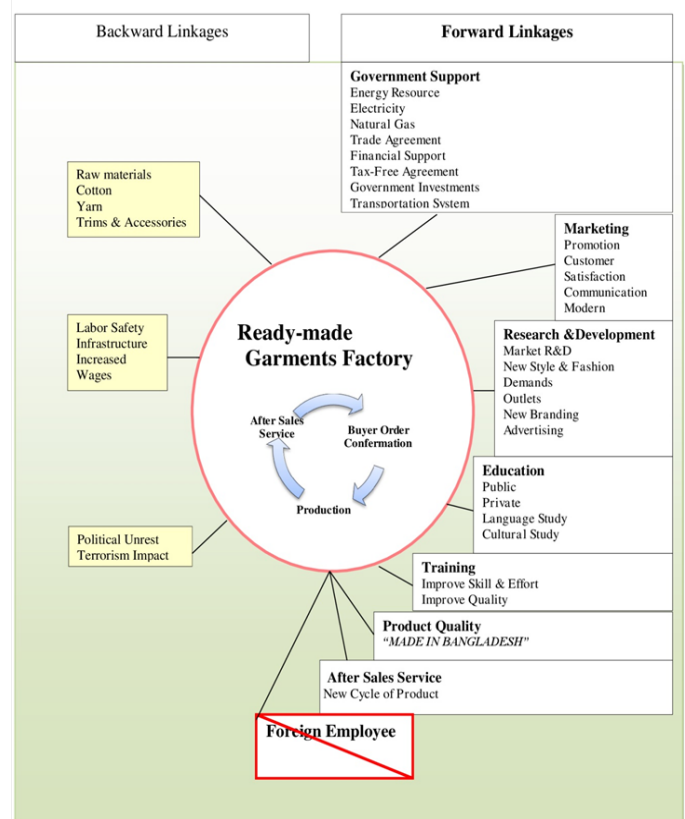 Backward Linkages
Forward Linkages
Government Support
Energy Resource
Electricity
Natural Gas
Trade Agreement
Financial Support
Tax-Free Agreement
Government Investments
Transportation System
Raw materials
Cotton
Yarn
Trims & Accessories
Marketing
Promotion
Customer
Satisfaction
Communication
Modern
Labor Safety
Infrastructure
Increased
Wages
Ready-made
Garments Factory
Research &Development
Market R&D
New Style & Fashion
Demands
Outlets
New Branding
Advertising
After Sales
Service
Buyer Order
Confermation
Production
Education
Public
Private
Language Study
Cultural Study
Political Unrest
Terrorism Impact
Training
Improve Skill & Effort
Improve Quality
Product Quality
“MADE IN BANGLADESH”
After Sales Service
New Cycle of Product
Foreign Employee